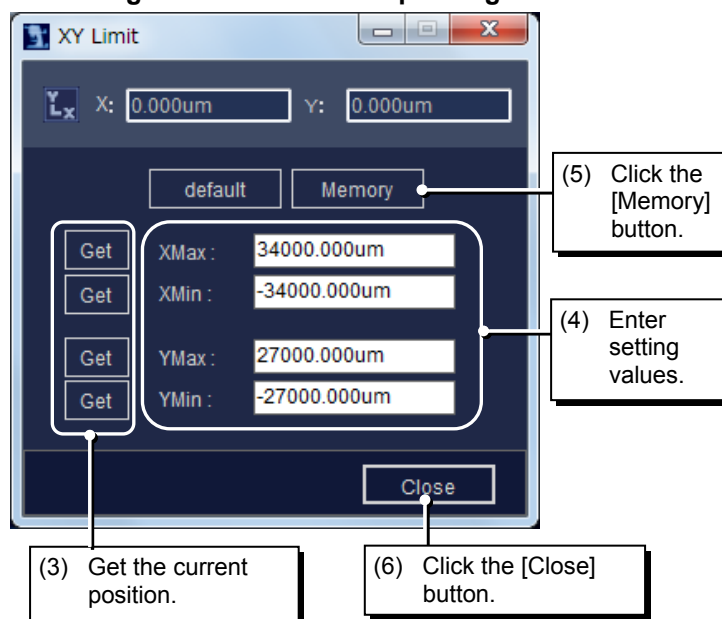 XY Limit
X: 0.000um Y: 0.000um
default Memory
(5) Click the
[Memory]
button.
Get XMax : 34000.000um
Get XMin : -34000.000um
(4) Enter
setting
values.
Get YMax : 27000.000um
Get YMin : -27000.000um
Close
(3) Get the current
position.
(6) Click the [Close]
button.